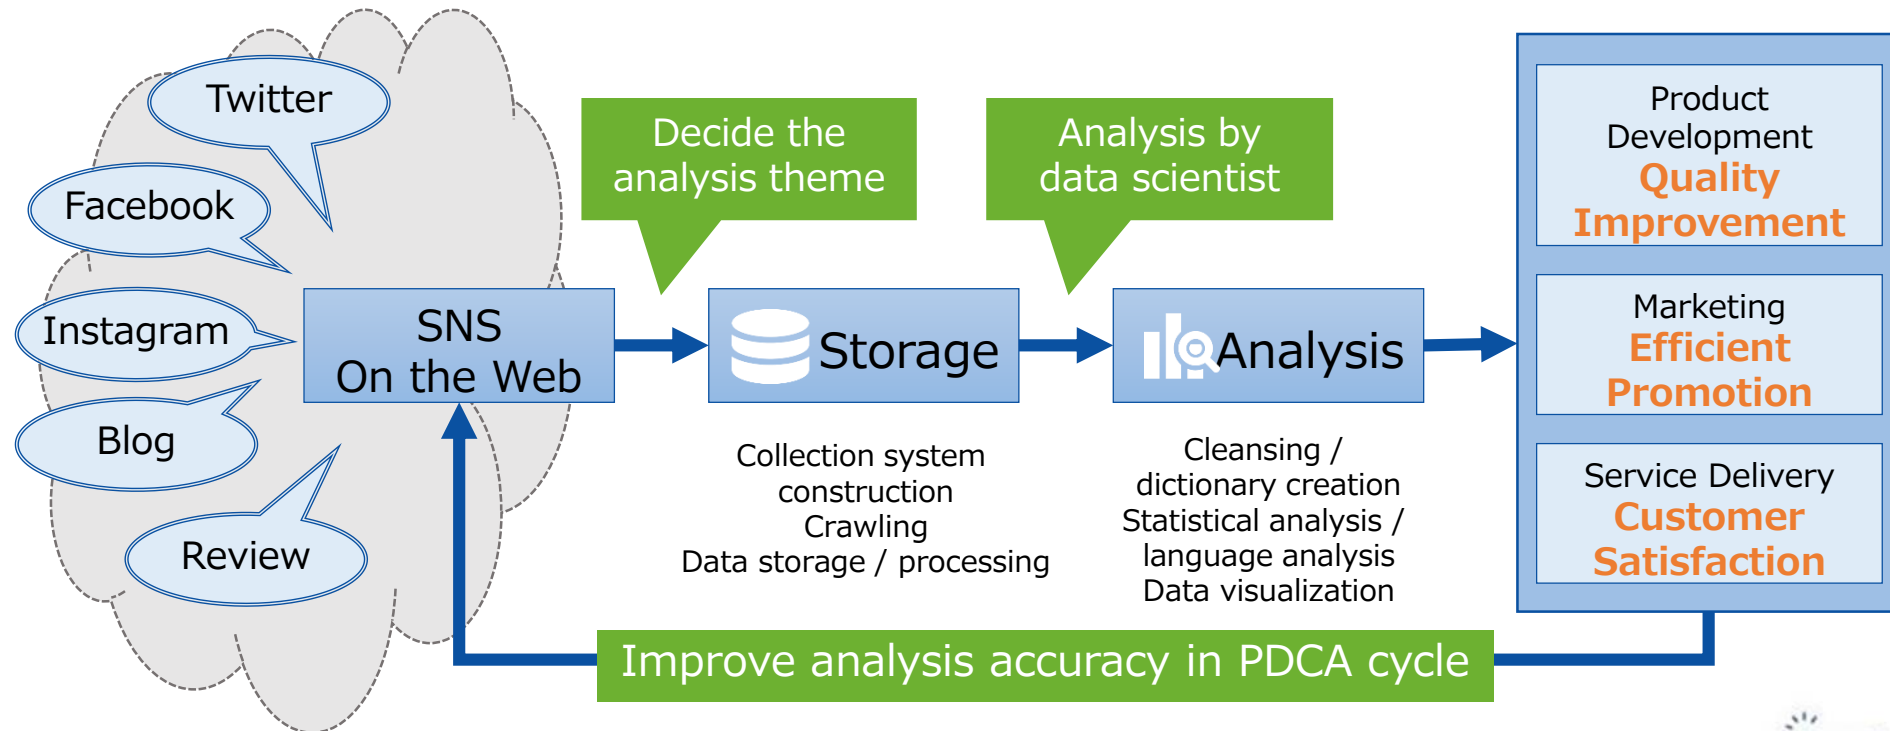 Twitter
Facebook
Instagram
Blog
Review
SNS
On the Web
Decide the
analysis theme
Storage
Collection system
construction
Crawling
Data storage / processing
Analysis by
data scientist
Analysis
Cleansing /
dictionary creation
Statistical analysis /
language analysis
Data visualization
Product
Development
Quality
Improvement
Marketing
Efficient
Promotion
Service Delivery
Customer
Satisfaction
Improve analysis accuracy in PDCA cycle